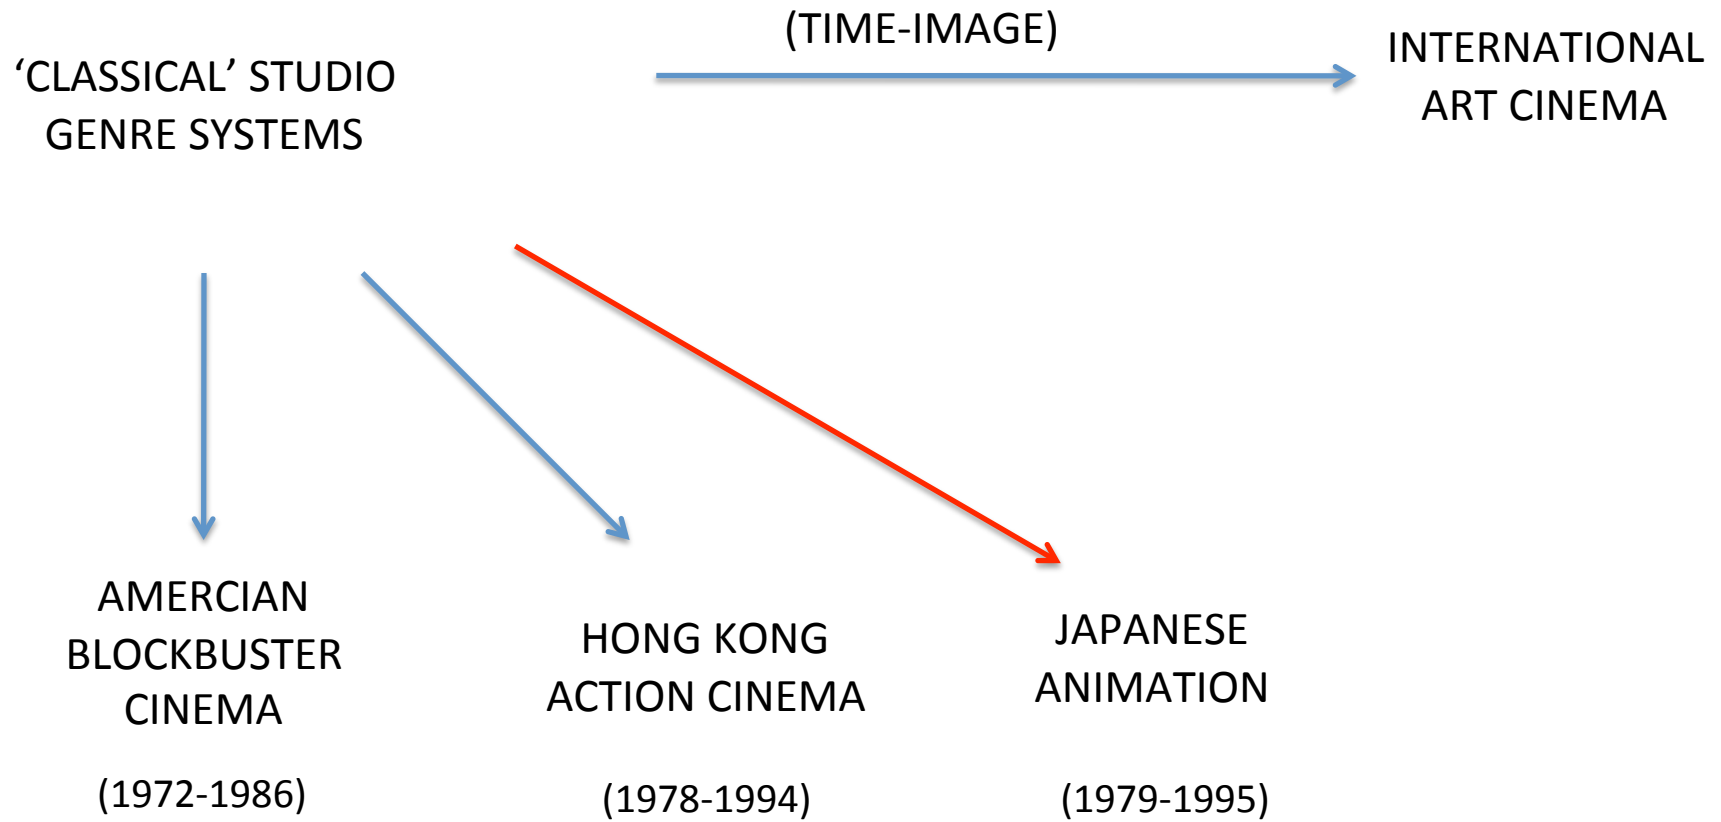 ‘CLASSICAL’ STUDIO
GENRE SYSTEMS
(TIME-IMAGE)
INTERNATIONAL
ART CINEMA
AMERCIAN
BLOCKBUSTER
CINEMA
(1972-1986)
HONG KONG
ACTION CINEMA
(1978-1994)
JAPANESE
ANIMATION
(1979-1995)